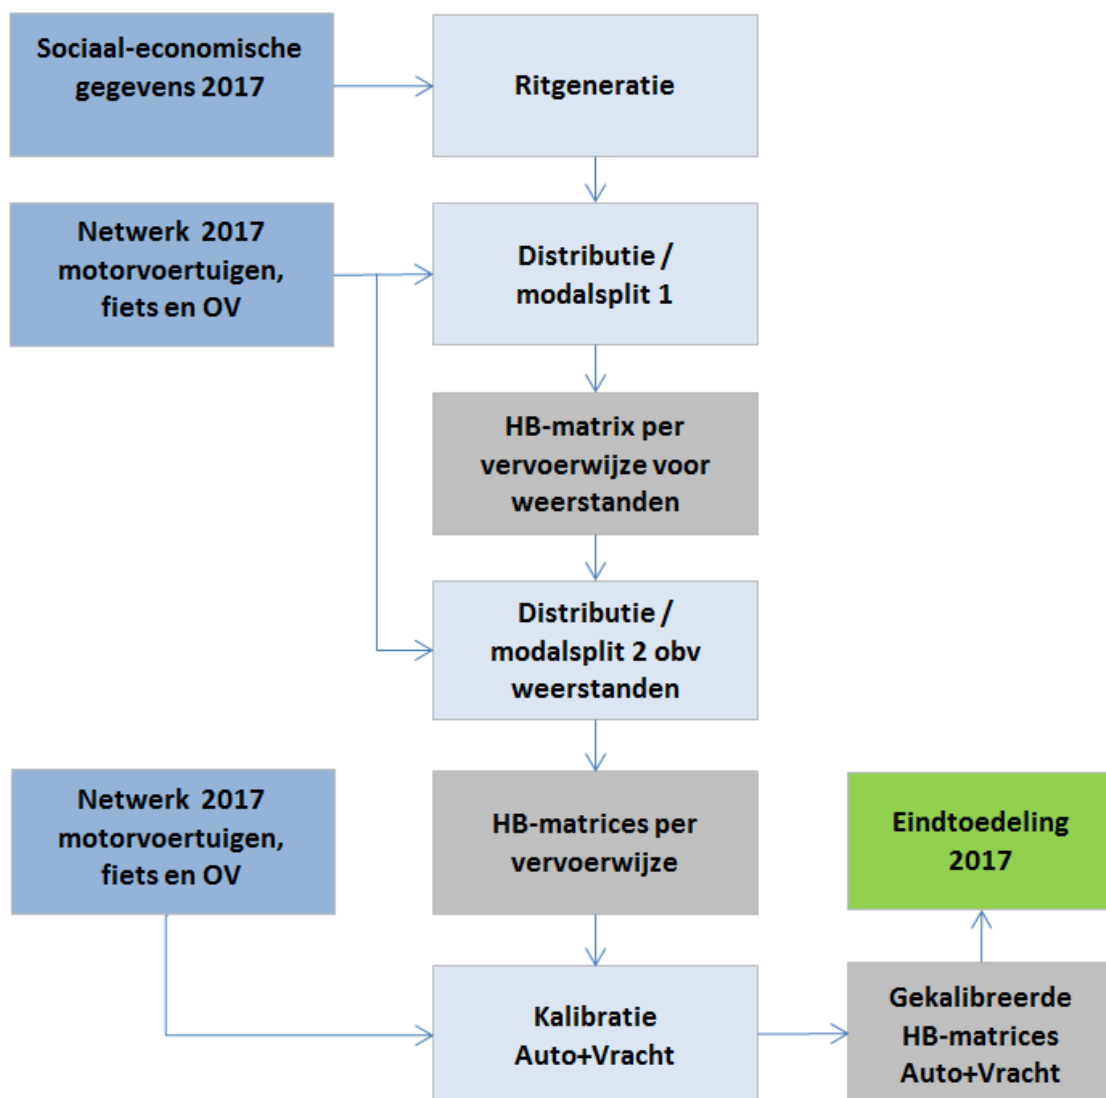 Sociaal-economische
gegevens 2017
Ritgeneratie
Netwerk 2017
motorvoertuigen,
fiets en OV
Distributie /
modalsplit 1
HB-matrix per
vervoerwijze voor
weerstanden
Distributie /
modalsplit 2 obv
weerstanden
Netwerk 2017
motorvoertuigen,
fiets en OV
HB-matrices per
vervoerwijze
Eindtoedeling
2017
Kalibratie
Auto+Vracht
Gekalibreerde
HB-matrices
Auto+Vracht